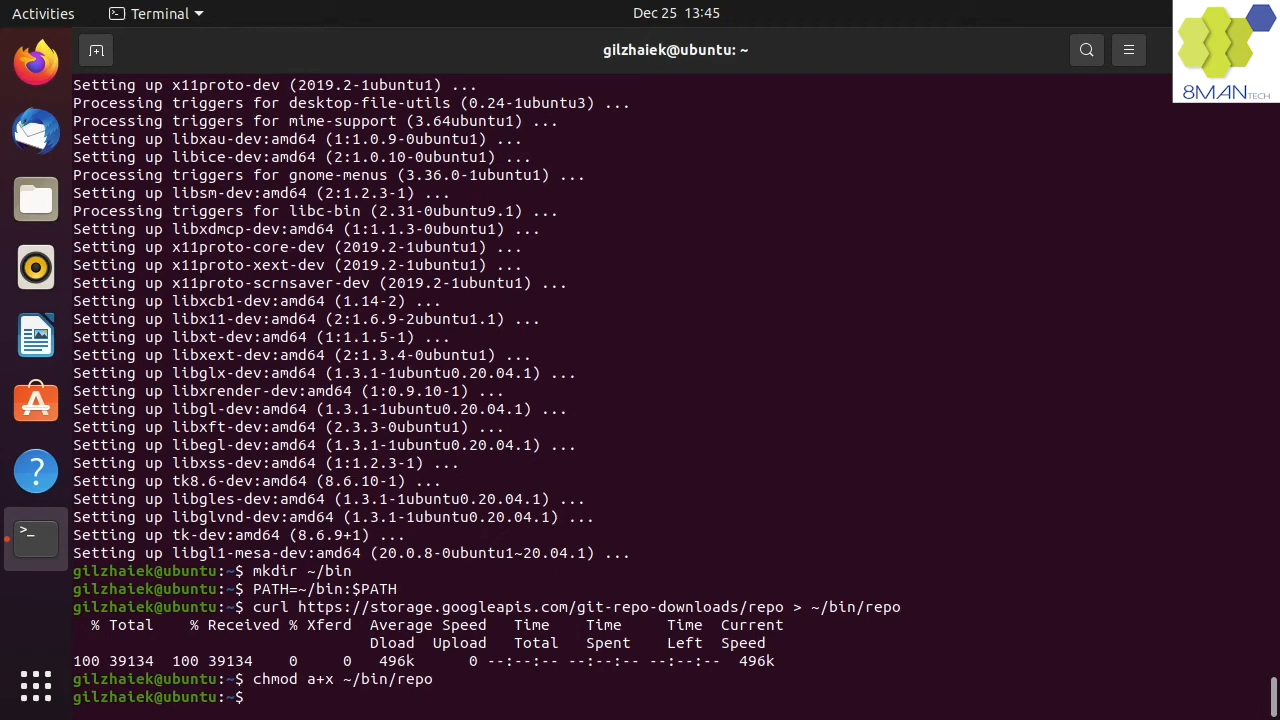 Activities
Terminal
Dec 25 13:45
gilzhaiek@ubuntu: ~
8MAN TECH
Setting up x11proto-dev (2019.2-1ubuntu1) ...
Processing triggers for desktop-file-utils (0.24-1ubuntu3) ...
Processing triggers for mime-support (3.64ubuntu1) ...
Setting up libxau-dev:amd64 (1:1.0.9-0ubuntu1) ...
Setting up libice-dev:amd64 (2:1.0.10-0ubuntu1) ...
Processing triggers for gnome-menus (3.36.0-1ubuntu1) ...
Setting up libsm-dev:amd64 (2:1.2.3-1) ...
Processing triggers for libc-bin (2.31-0ubuntu9.1) ...
Setting up libxdmcp-dev:amd64 (1:1.1.3-0ubuntu1) ...
Setting up x11proto-core-dev (2019.2-1ubuntu1) ...
Setting up x11proto-xext-dev (2019.2-1ubuntu1) ...
Setting up x11proto-scrnsaver-dev (2019.2-1ubuntu1) ...
Setting up libxcb1-dev:amd64 (1.14-2) ...
Setting up libx11-dev:amd64 (2:1.6.9-2ubuntu1.1) ...
Setting up libxt-dev:amd64 (1:1.1.5-1) ...
Setting up libxext-dev:amd64 (2:1.3.4-0ubuntu1) ...
Setting up libglx-dev:amd64 (1.3.1-1ubuntu0.20.04.1) ...
Setting up libxrender-dev:amd64 (1:0.9.10-1) ...
Setting up libgl-dev:amd64 (1.3.1-1ubuntu0.20.04.1) ...
Setting up libxft-dev:amd64 (2.3.3-0ubuntu1) ...
Setting up libegl-dev:amd64 (1.3.1-1ubuntu0.20.04.1) ...
Setting up libxss-dev:amd64 (1:1.2.3-1) ...
Setting up tk8.6-dev:amd64 (8.6.10-1) ...
Setting up libgles-dev:amd64 (1.3.1-1ubuntu0.20.04.1) ...
Setting up libglvnd-dev:amd64 (1.3.1-1ubuntu0.20.04.1) ...
Setting up tk-dev:amd64 (8.6.9+1) ...
Setting up libgl1-mesa-dev:amd64 (20.0.8-0ubuntu1~20.04.1) ...
gilzhaiek@ubuntu:~$ mkdir ~/bin
gilzhaiek@ubuntu:~$ PATH=~/bin:$PATH
gilzhaiek@ubuntu:~$ curl https://storage.googleapis.com/git-repo-downloads/repo > ~/bin/repo
% Total % Received % Xferd Average Speed Time Time Time Current
Dload Upload Total Spent Left Speed
100 39134 100 39134 0 0 496k 0 --:--:-- --:--:-- --:--:-- 496k
gilzhaiek@ubuntu:~$ chmod a+x ~/bin/repo
gilzhaiek@ubuntu:~$